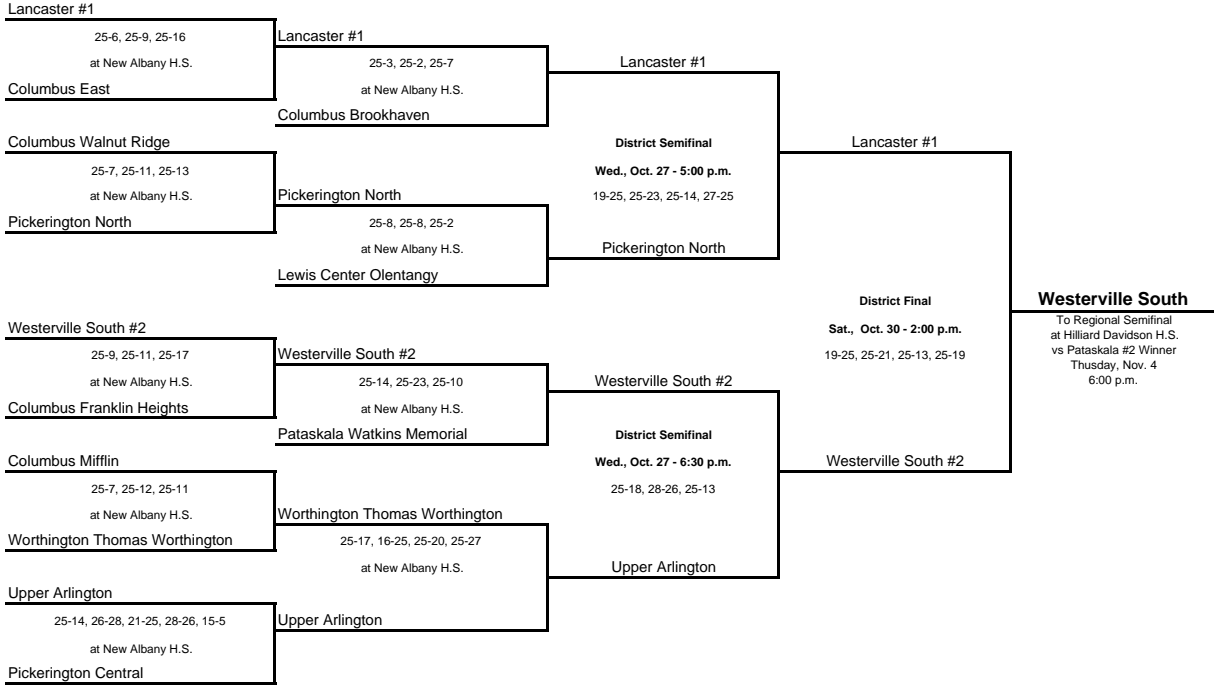 Lancaster #1
25-6, 25-9, 25-16
at New Albany H.S.
Columbus East
Columbus Walnut Ridge
25-7, 25-11, 25-13
at New Albany H.S.
Pickerington North
Westerville South #2
25-9, 25-11, 25-17
at New Albany H.S.
Columbus Franklin Heights
Columbus Mifflin
25-7, 25-12, 25-11
at New Albany H.S.
Worthington Thomas Worthington
Upper Arlington
25-14, 26-28, 21-25, 28-26, 15-5
at New Albany H.S.
Pickerington Central
Lancaster #1
25-3, 25-2, 25-7
at New Albany H.S.
Columbus Brookhaven
Pickerington North
25-8, 25-8, 25-2
at New Albany H.S.
Lewis Center Olentangy
Westerville South #2
25-14, 25-23, 25-10
at New Albany H.S.
Pataskala Watkins Memorial
Worthington Thomas Worthington
25-17, 16-25, 25-20, 25-27
at New Albany H.S.
Upper Arlington
Lancaster #1
District Semifinal
Wed., Oct. 27 - 5:00 p.m.
19-25, 25-23, 25-14, 27-25
Pickerington North
Westerville South #2
District Semifinal
Wed., Oct. 27 - 6:30 p.m.
25-18, 28-26, 25-13
Upper Arlington
Lancaster #1
District Final
Sat., Oct. 30 - 2:00 p.m.
19-25, 25-21, 25-13, 25-19
Westerville South #2
Westerville South
To Regional Semifinal
at Hilliard Davidson H.S.
vs Pataskala #2 Winner
Thusday, Nov. 4
6:00 p.m.